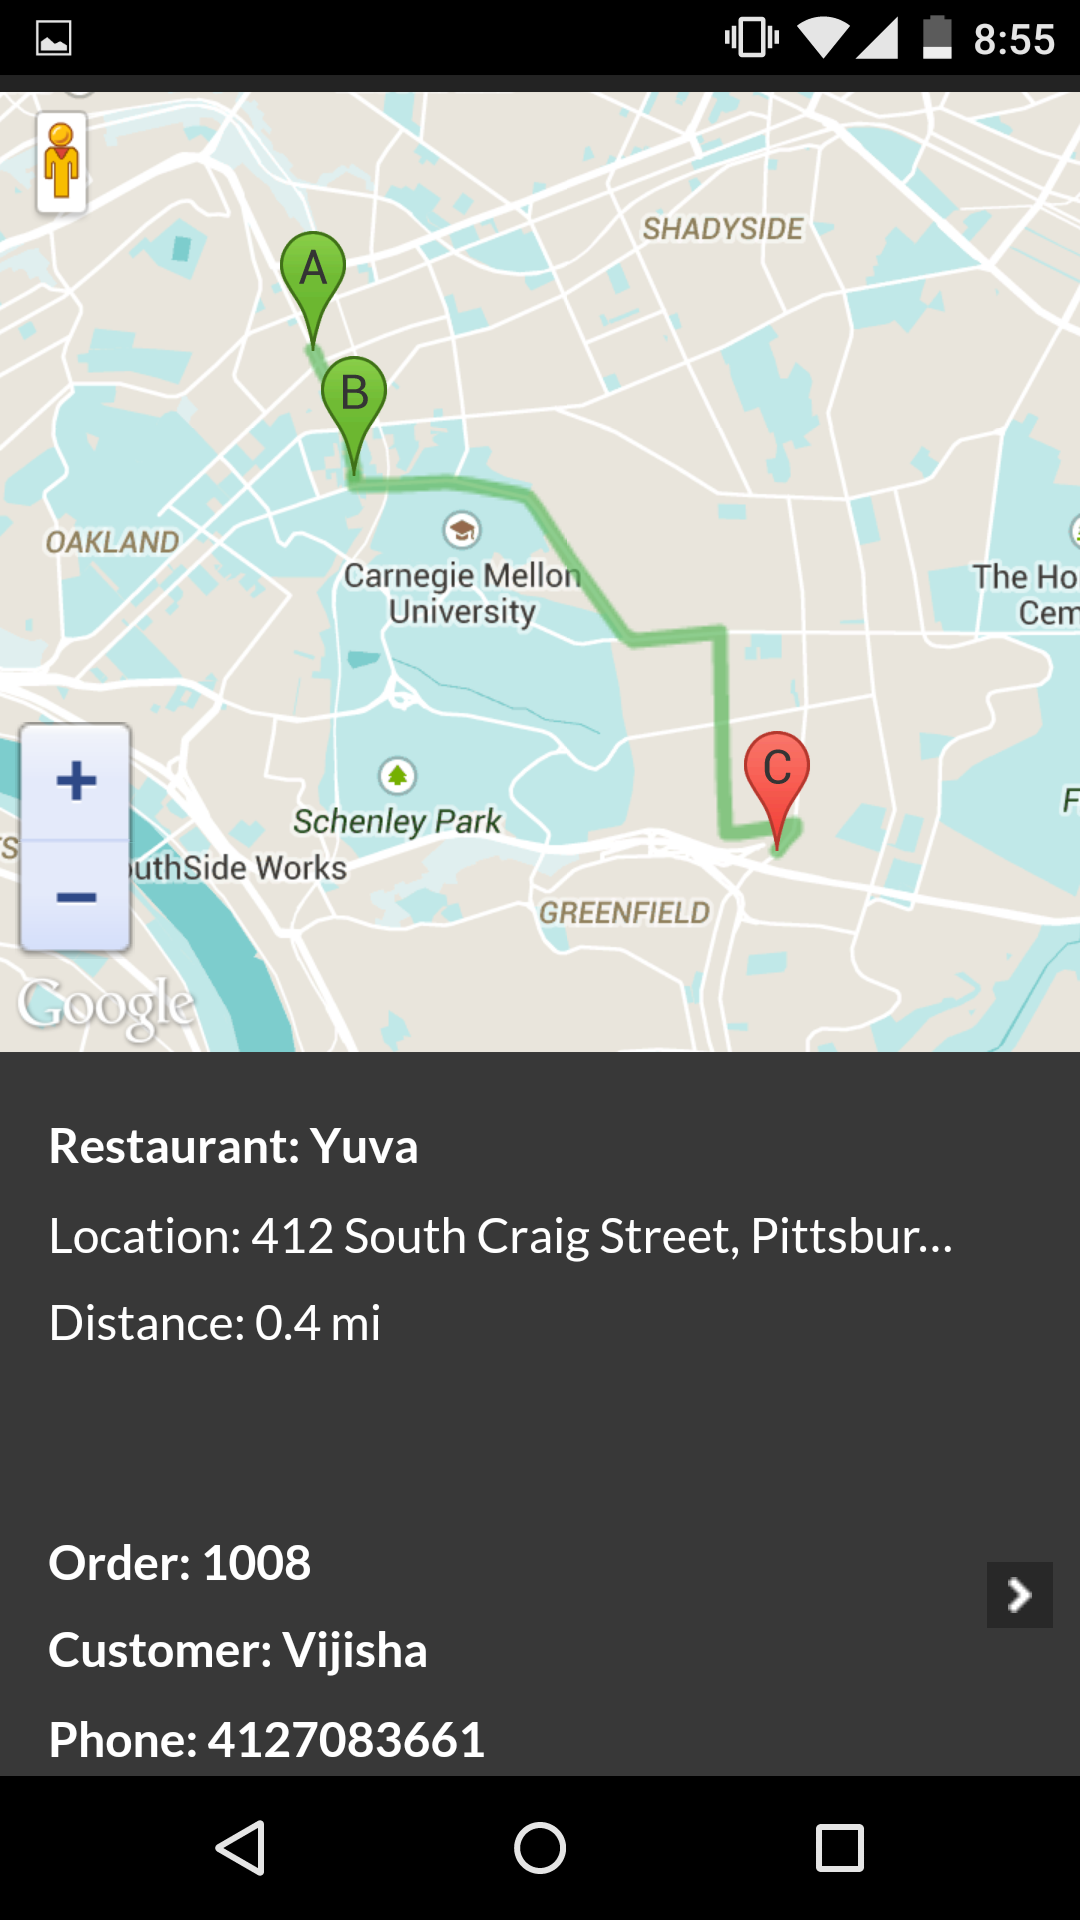 8:55
SHADYSIDE
A
B
OAKLAND
Carnegie Mellon
University
The Ho
Cem
C
+
Schenley Park
F
uthSide Works
−
GREENFIELD
Google
Restaurant: Yuva
Location: 412 South Craig Street, Pittsbur...
Distance: 0.4 mi
Order: 1008
Customer: Vijisha
Phone: 4127083661